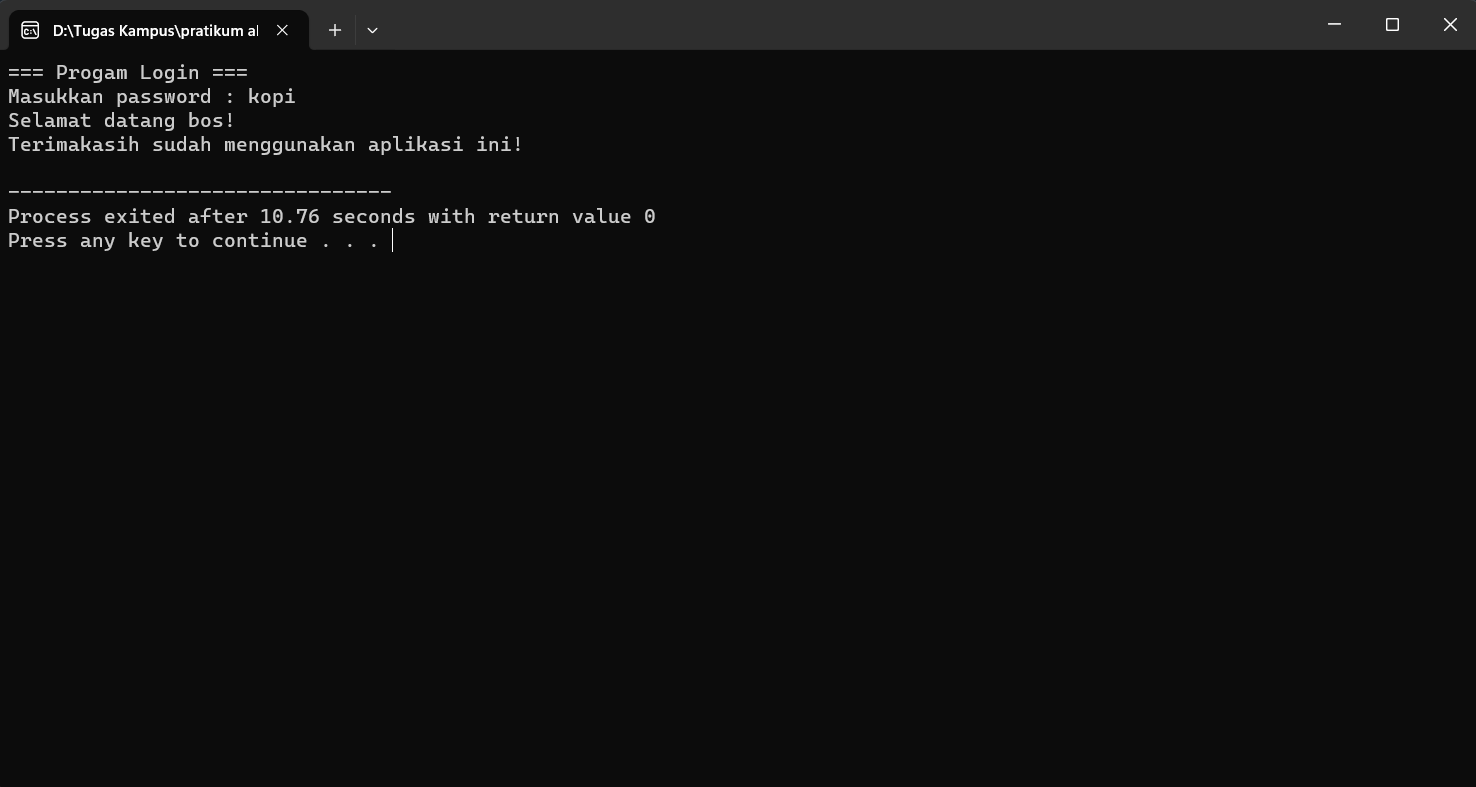 D:\Tugas Kampus\pratikum al
=== Progam Login ===
Masukkan password : kopi
Selamat datang bos!
Terimakasih sudah menggunakan aplikasi ini!
--------------------------------
Process exited after 10.76 seconds with return value 0
Press any key to continue . . .